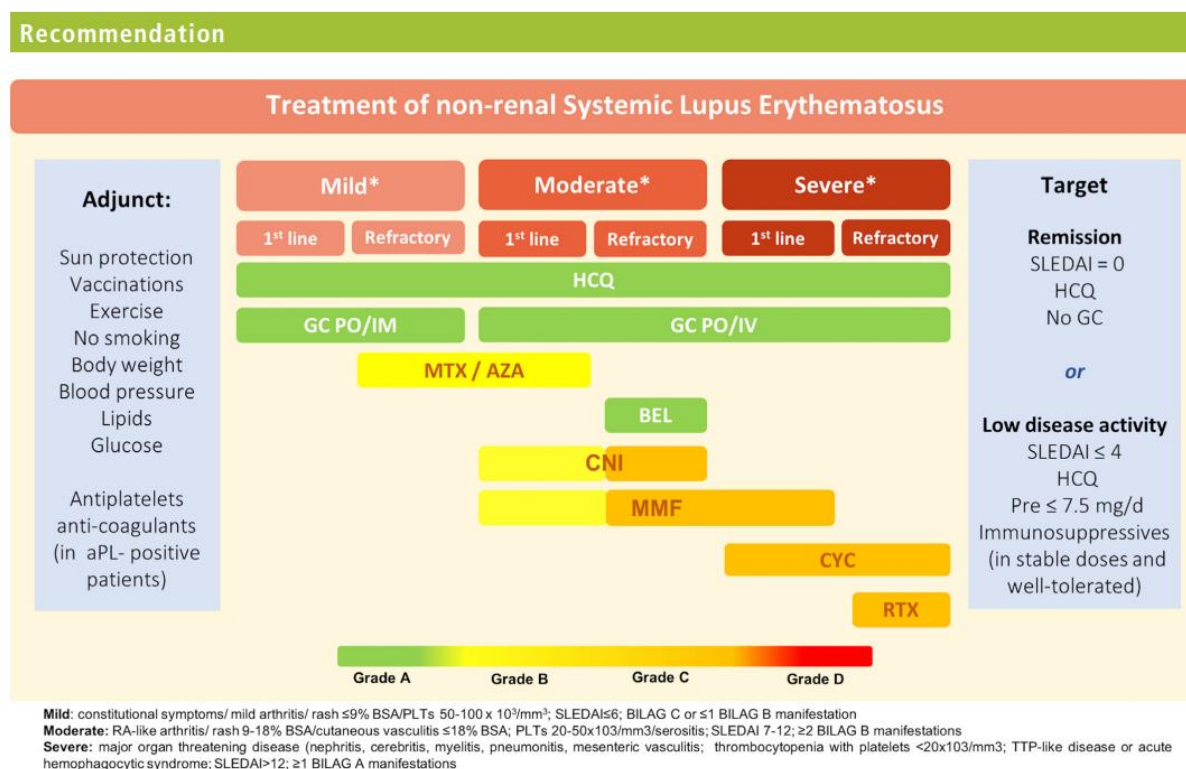 Recommendation
Treatment of non-renal Systemic Lupus Erythematosus
Adjunct:
Sun protection
Vaccinations
Exercise
No smoking
Body weight
Blood pressure
Lipids
Glucose
Antiplatelets
anti-coagulants
(in aPL- positive
patients)
Mild*
Moderate*
Severe*
1st line
Refractory
1st line
Refractory
1st line
Refractory
HCQ
GC PO/IM
GC PO/IV
MTX / AZA
BEL
CNI
MMF
CYC
RTX
Grade A
Grade B
Grade C
Grade D
Target
Remission
SLEDAI = 0
HCQ
No GC
or
Low disease activity
SLEDAI ≤ 4
HCQ
Pre ≤ 7.5 mg/d
Immunosuppressives
(in stable doses and
well-tolerated)
Mild: constitutional symptoms/ mild arthritis/ rash ≤9% BSA/PLTs 50-100 x 10³/mm³; SLEDAI≤6; BILAG C or ≤1 BILAG B manifestation
Moderate: RA-like arthritis/ rash 9-18% BSA/cutaneous vasculitis ≤18% BSA; PLTs 20-50x103/mm3/serositis; SLEDAI 7-12; ≥2 BILAG B manifestations
Severe: major organ threatening disease (nephritis, cerebritis, myelitis, pneumonitis, mesenteric vasculitis; thrombocytopenia with platelets <20x103/mm3; TTP-like disease or acute
hemophagocytic syndrome; SLEDAI>12; ≥1 BILAG A manifestations